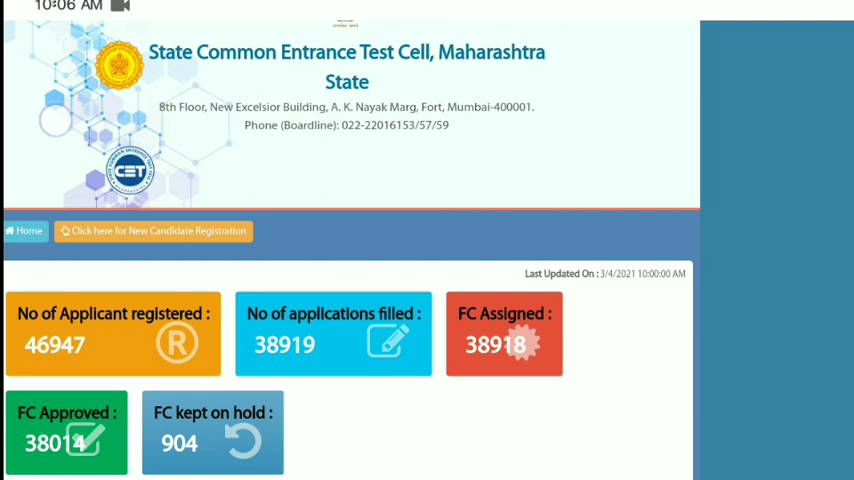 10:06 AM
State Common Entrance Test Cell, Maharashtra
State
8th Floor, New Excelsior Building, A. K. Nayak Marg, Fort, Mumbai-400001.
Phone (Boardline): 022-22016153/57/59
CET
Home
Click here for New Candidate Registration
Last Updated On : 3/4/2021 10:00:00 AM
No of Applicant registered :
46947
R
No of applications filled :
38919
FC Assigned :
38918
FC Approved :
38014
FC kept on hold :
904